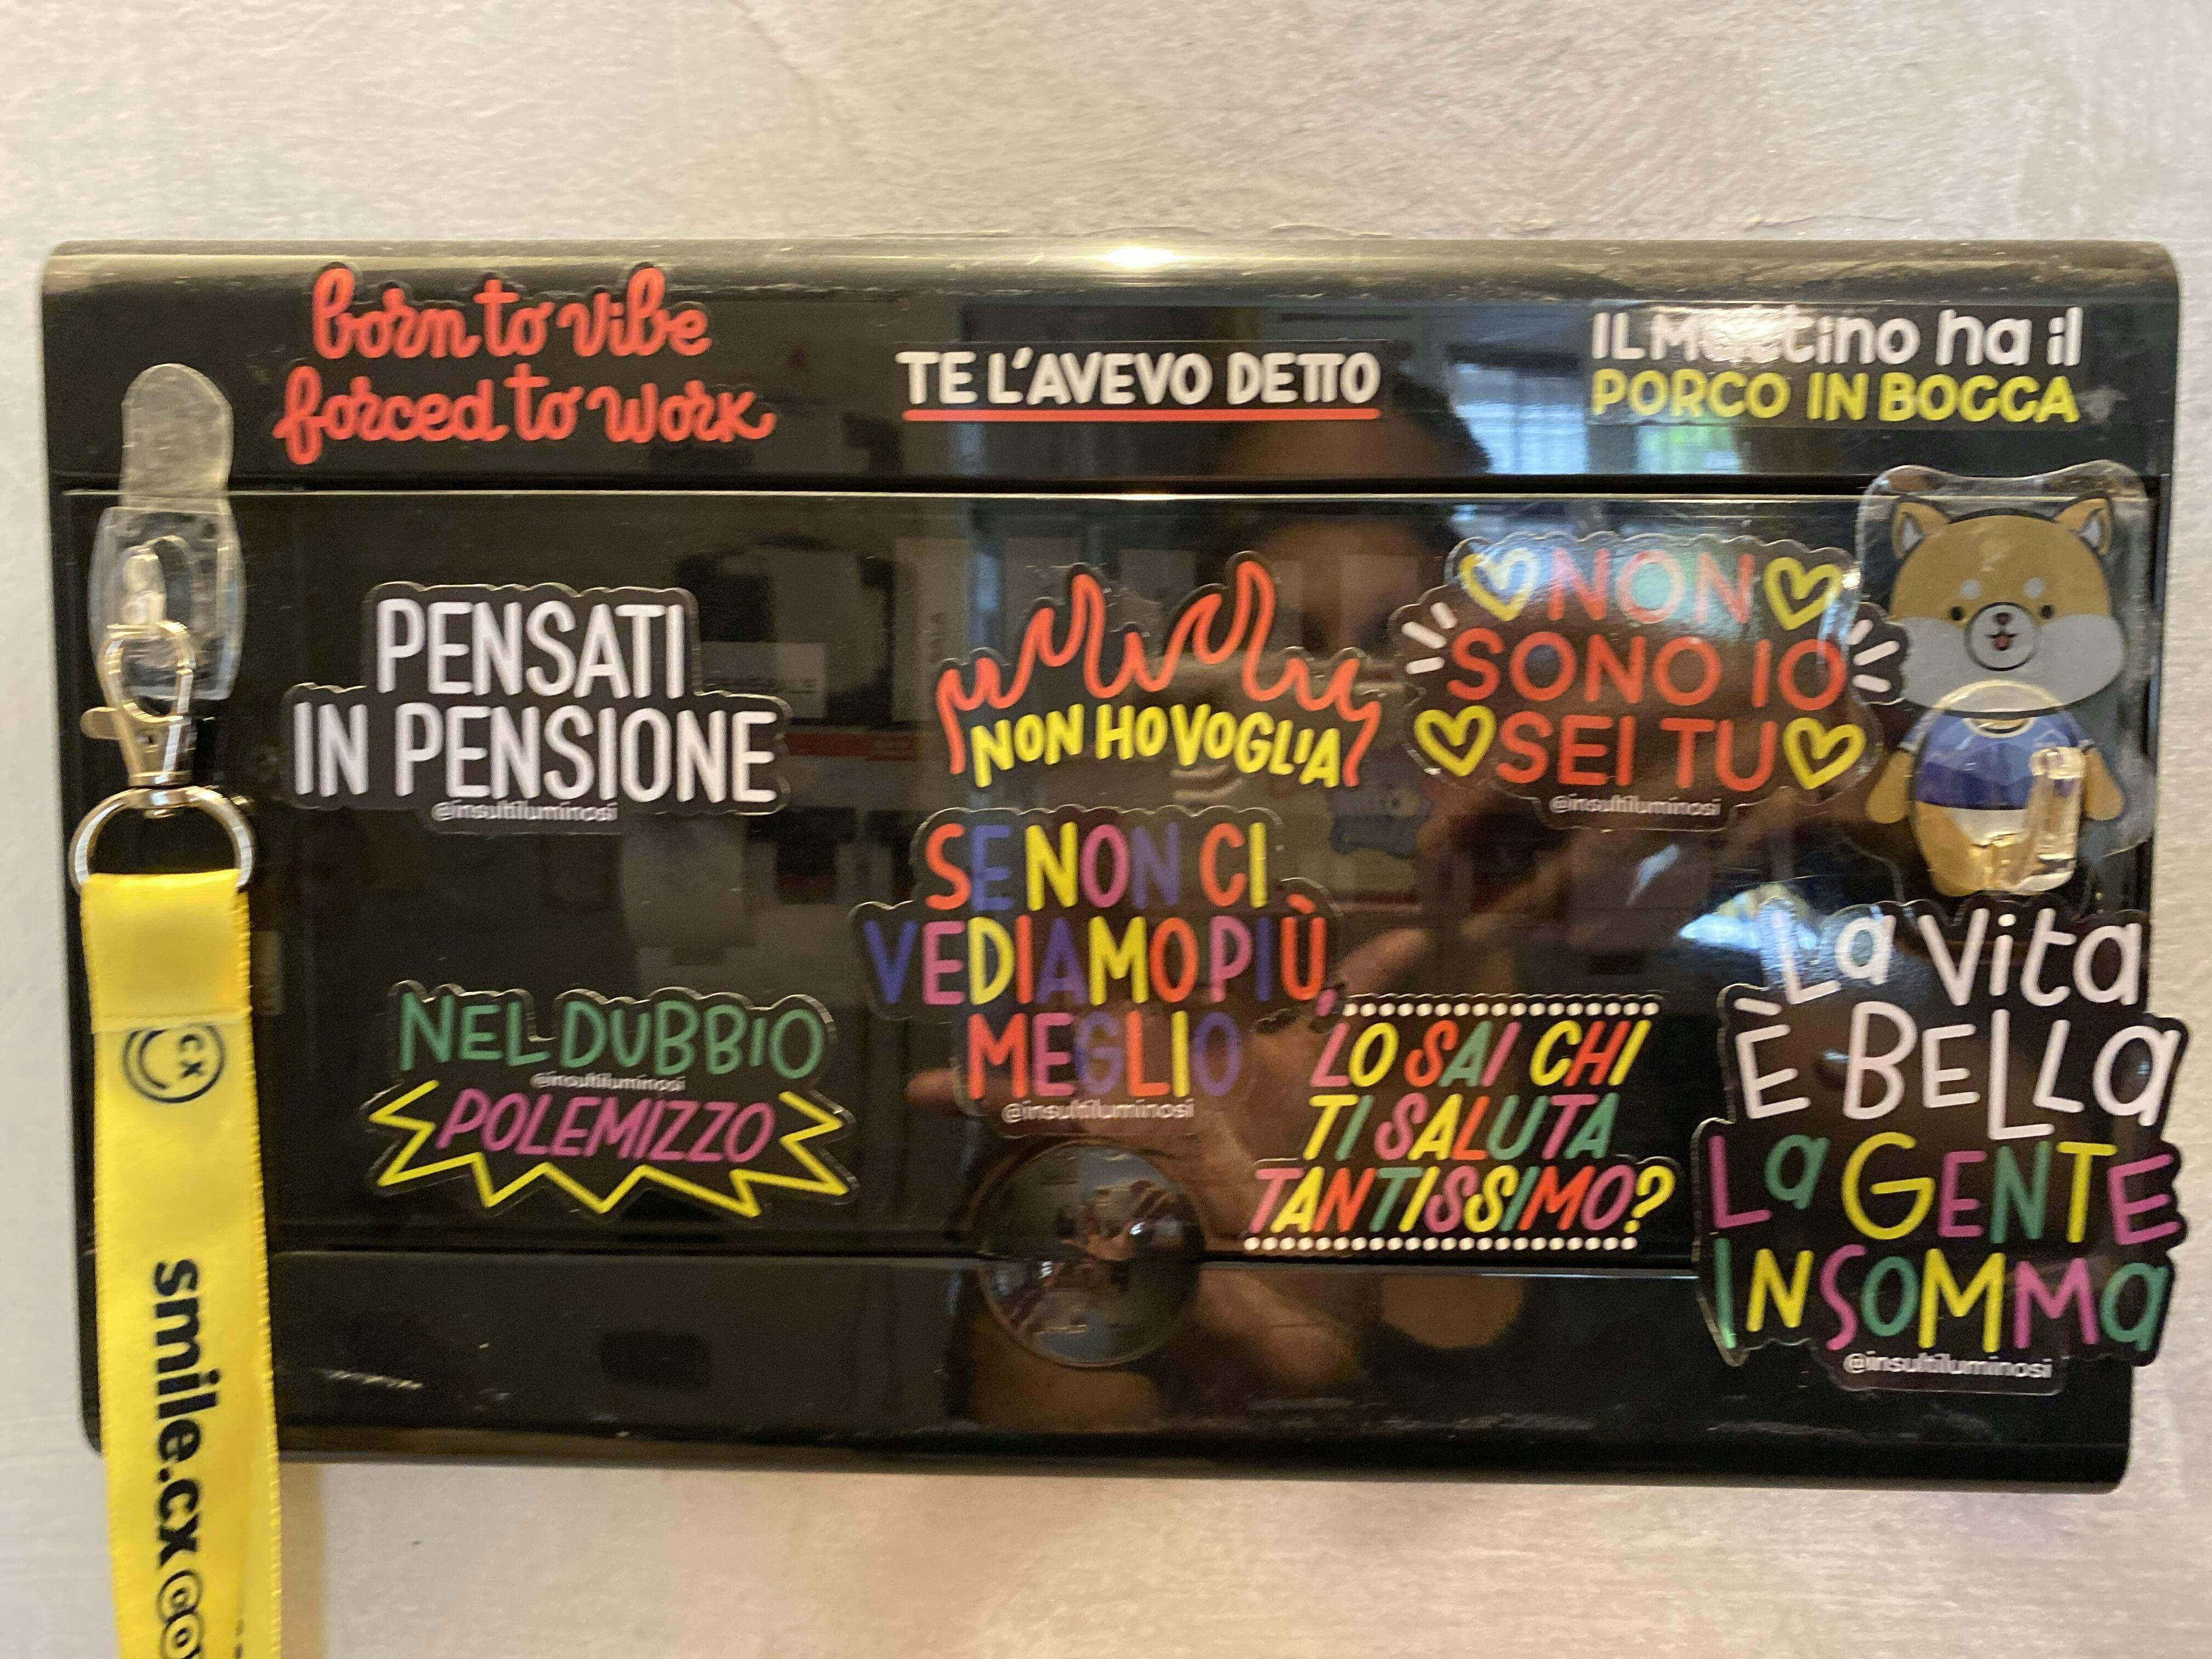 born to vibe
forced to work
TE L'AVEVO DETTO
IL Mattino ha il
PORCO IN BOCCA
PENSATI
IN PENSIONE
@insultiluminosi
NON HO VOGLIA
NON
SONO IO
SEI TU
@insultiluminosi
SE NON CI
VEDIAMO PIÙ,
MEGLIO
@insultiluminosi
NEL DUBBIO
@insultiluminosi
POLEMIZZO
LO SAI CHI
TI SALUTA
TANTISSIMO?
La Vita
È BELLa
La GENTE
INSOMMa
@insultiluminosi
cx
smile.cx